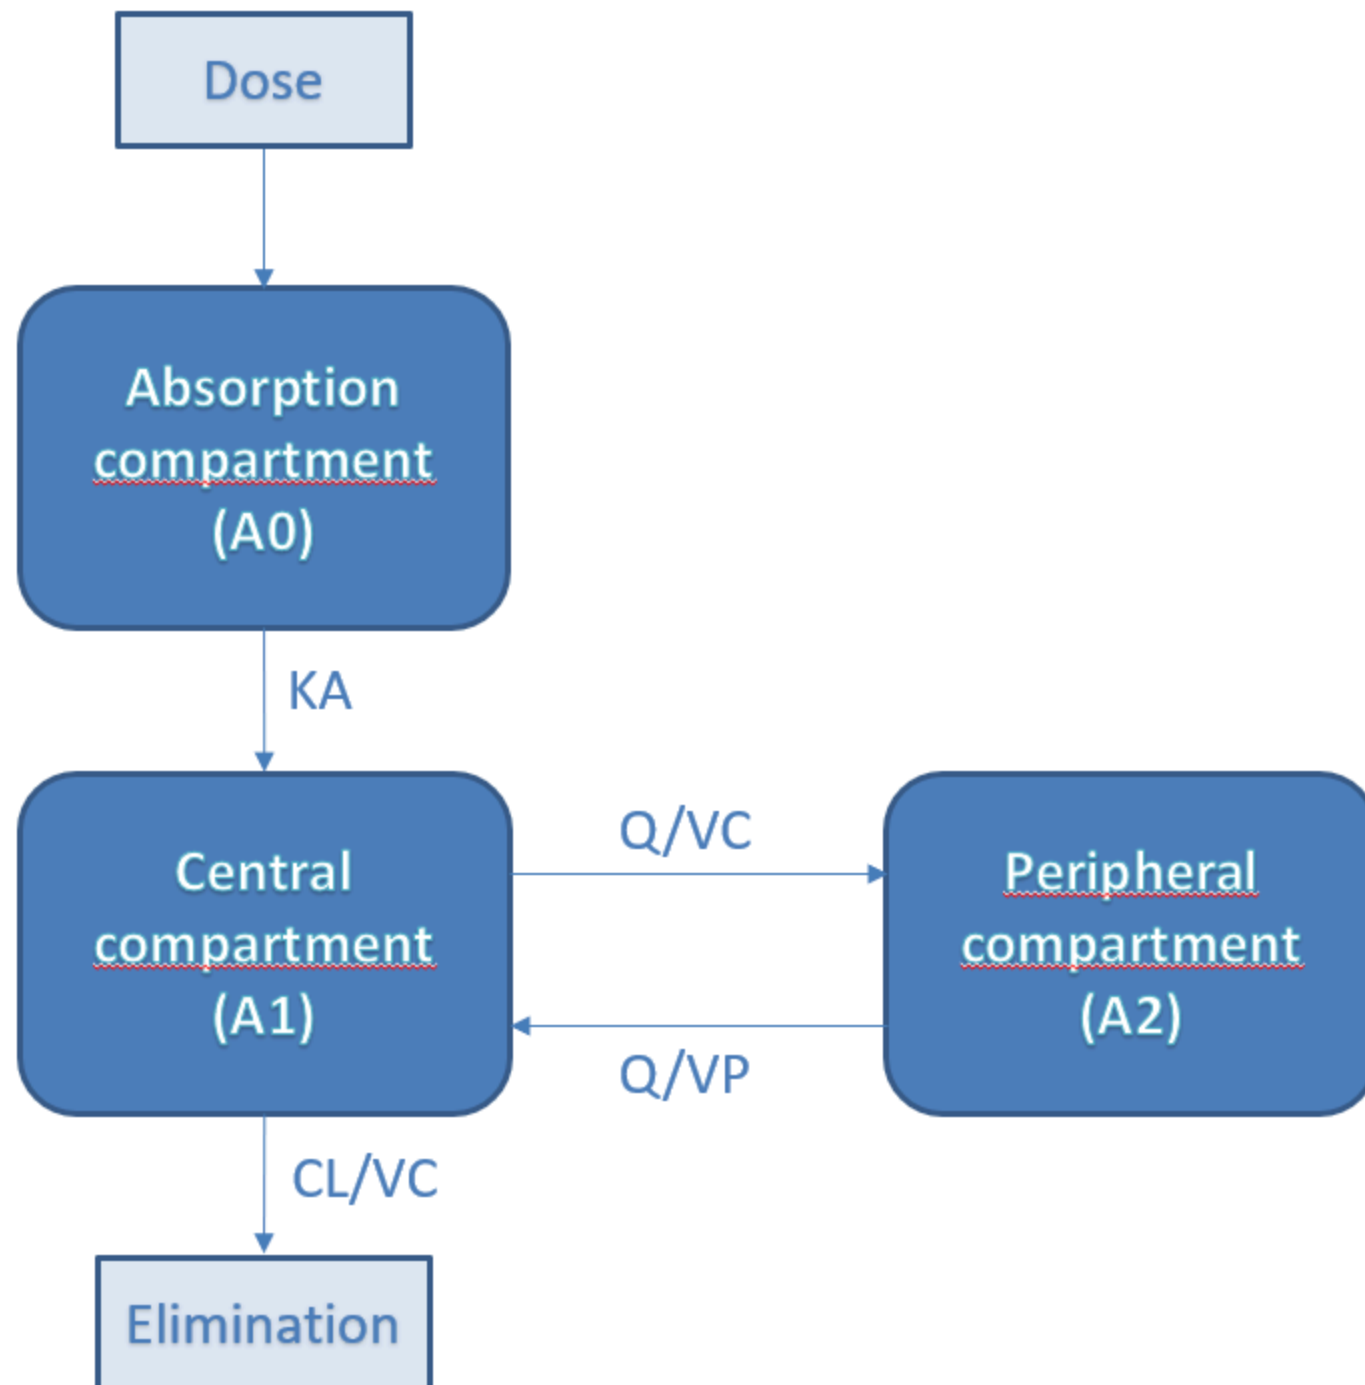 Dose
Absorption
compartment
(A0)
KA
Central
compartment
(A1)
Q/VC
Q/VP
Peripheral
compartment
(A2)
CL/VC
Elimination